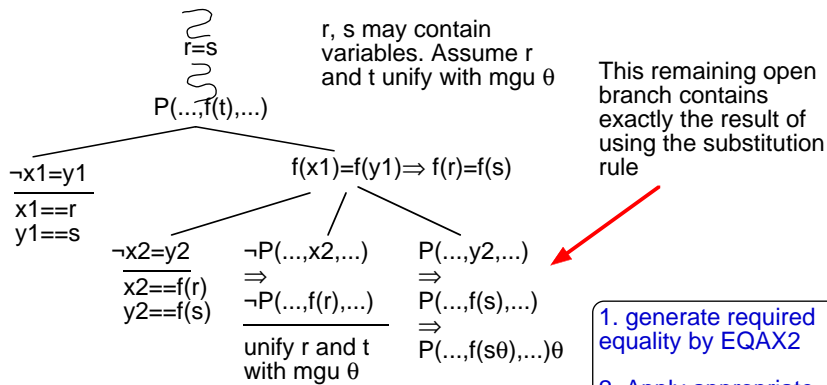 r=s
r, s may contain
variables. Assume r
and t unify with mgu θ
P(...,f(t),...)
This remaining open
branch contains
exactly the result of
using the substitution
rule
¬x1=y1
x1==r
y1==s
f(x1)=f(y1)⇒ f(r)=f(s)
¬x2=y2
x2==f(r)
y2==f(s)
¬P(...,x2,...)
⇒
¬P(...,f(r),...)
unify r and t
with mgu θ
P(...,y2,...)
⇒
P(...,f(s),...)
⇒
P(...,f(sθ),...)θ
1. generate required
equality by EQAX2